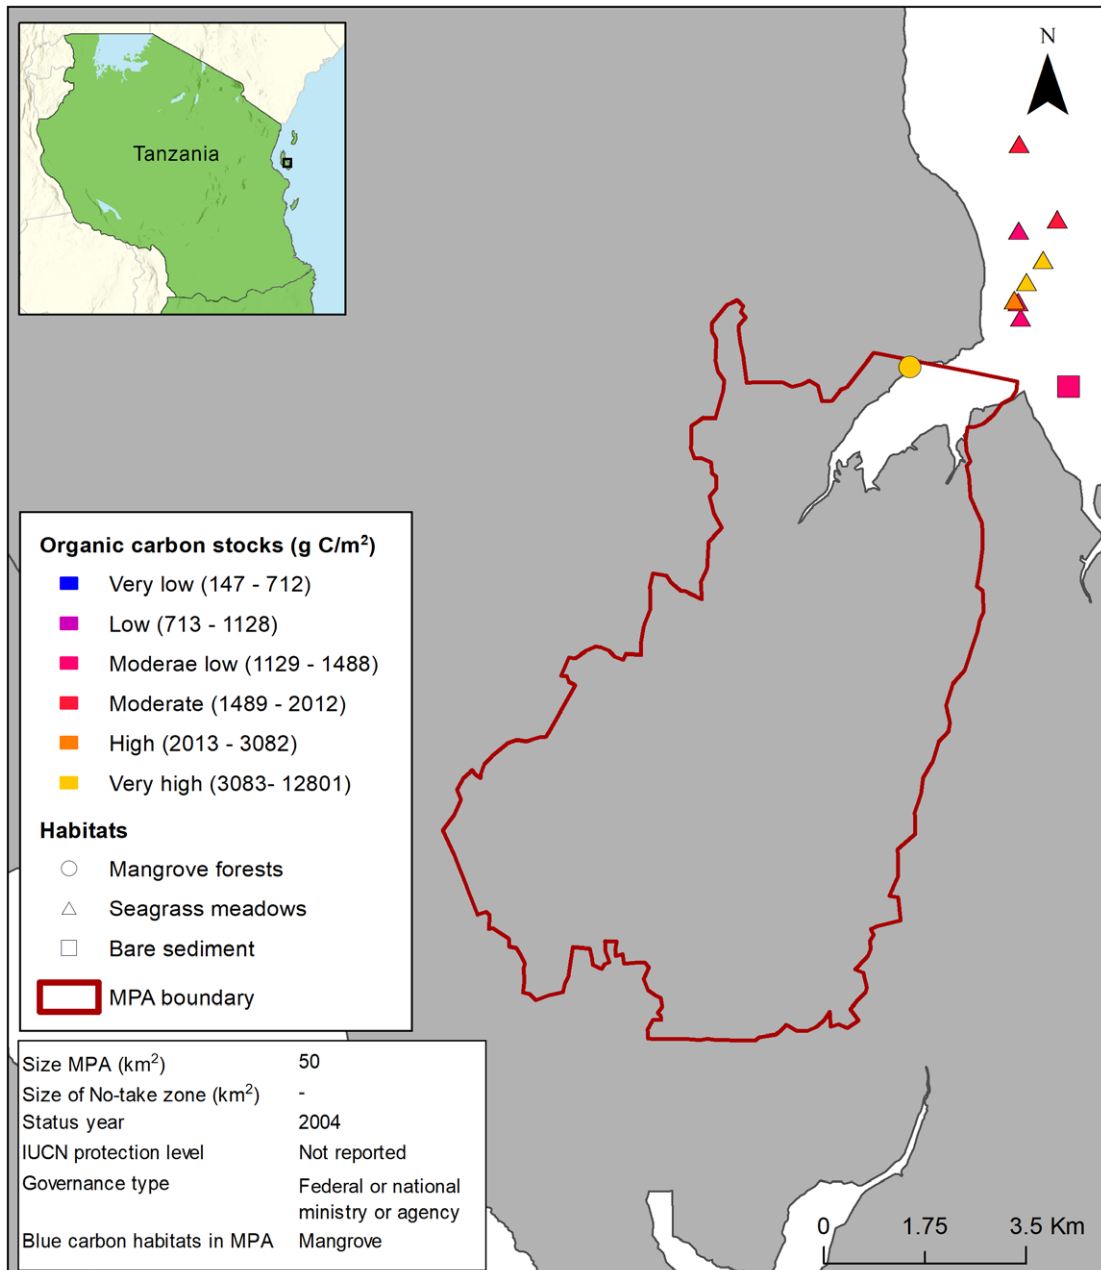 Tanzania
N
Organic carbon stocks (g C/m²)
Very low (147 - 712)
Low (713 - 1128)
Moderae low (1129 - 1488)
Moderate (1489 - 2012)
High (2013 - 3082)
Very high (3083- 12801)
Habitats
Mangrove forests
Seagrass meadows
Bare sediment
MPA boundary
Size MPA (km²) 50
Size of No-take zone (km²) -
Status year 2004
IUCN protection level Not reported
Governance type Federal or national
ministry or agency
Blue carbon habitats in MPA Mangrove
0 1.75 3.5 Km